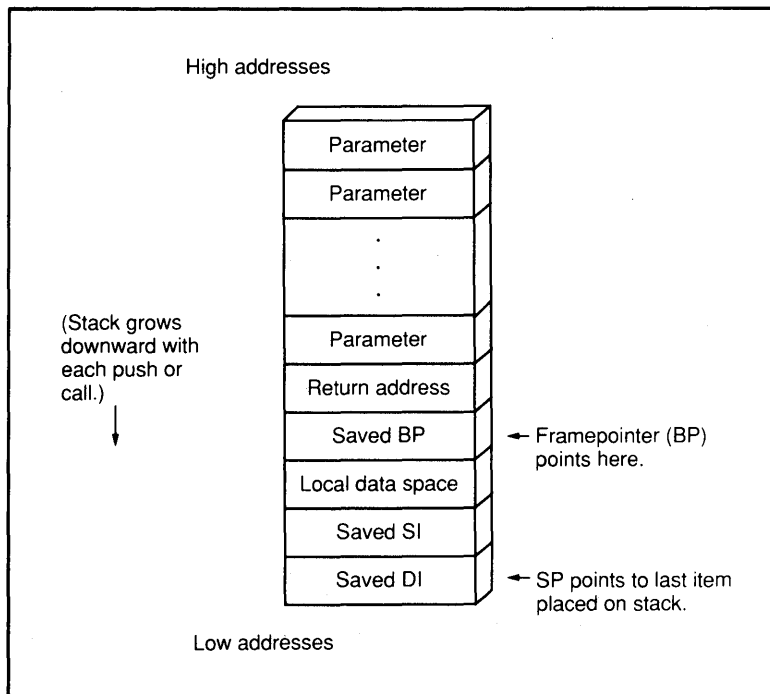 High addresses
Parameter
Parameter
.
.
.
Parameter
(Stack grows
downward with
each push or
call.)
Return address
Saved BP
Framepointer (BP)
points here.
Local data space
Saved SI
Saved DI
SP points to last item
placed on stack.
Low addresses